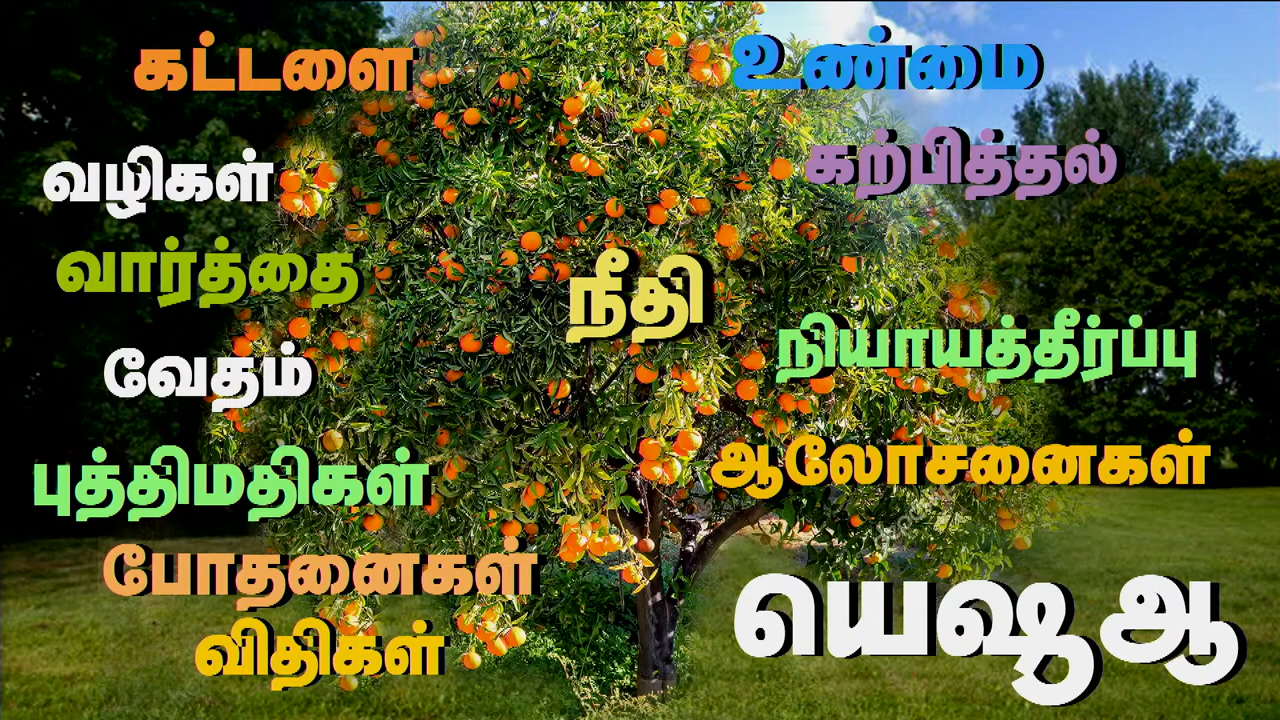 கட்டளை
உண்மை
வழிகள்
கற்பித்தல்
வார்த்தை
நீதி
நியாயத்தீர்ப்பு
வேதம்
ஆலோசனைகள்
புத்திமதிகள்
போதனைகள்
யெஷூஆ
விதிகள்